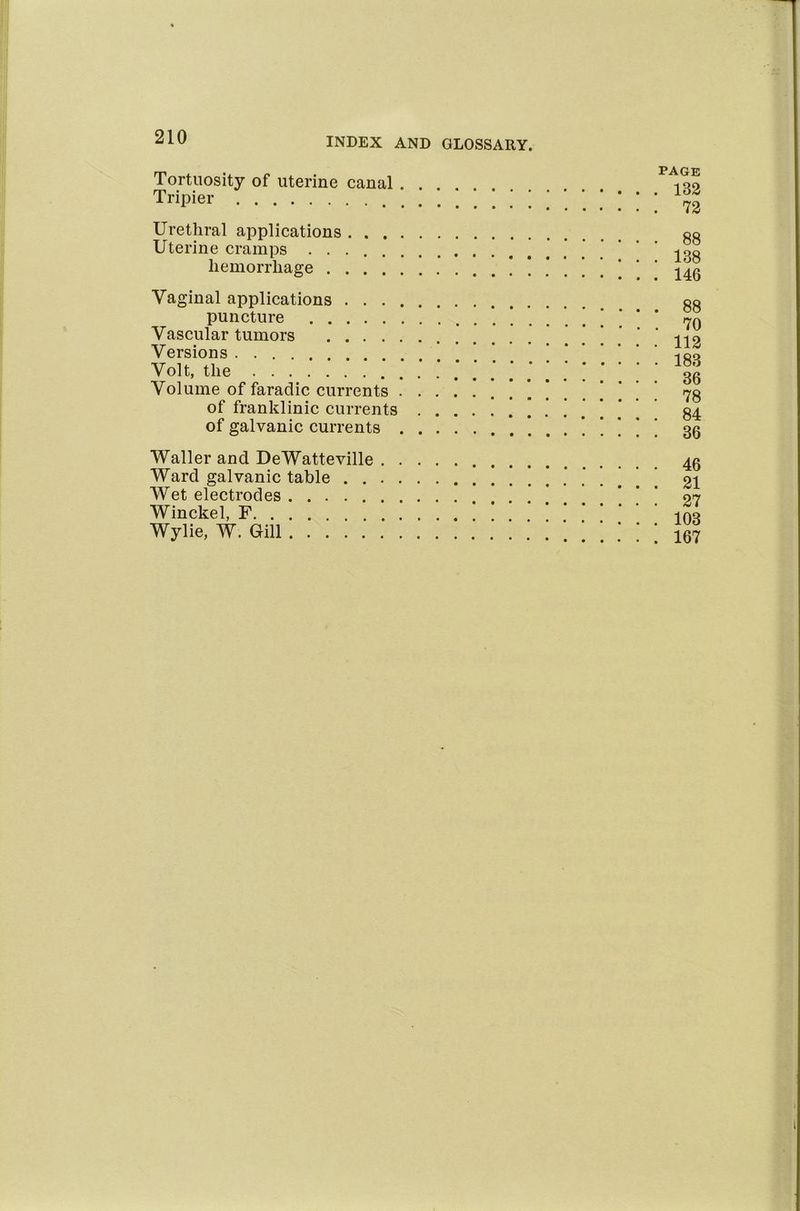 210
INDEX AND GLOSSARY.
PAGE
Tortuosity of uterine canal . . . . . . . . . . . . . . . 132
Tripier . . . . . . . . . . . . . . . . . . . . . . . . 72
Urethral applications . . . . . . . . . . . . . . . . . . 88
Uterine cramps . . . . . . . . . . . . . . . . . . . . 138
hemorrhage . . . . . . . . . . . . . . . . . . . 146
Vaginal applications . . . . . . . . . . . . . . . . . . 88
puncture . . . . . . . . . . . . . . . . . . . . 70
Vascular tumors . . . . . . . . . . . . . . . . . . . 112
Versions . . . . . . . . . . . . . . . . . . . . . . . 183
Volt, the . . . . . . . . . . . . . . . . . . . . . . . 36
Volume of faradic currents . . . . . . . . . . . . . . . 78
of franklinic currents . . . . . . . . . . . . . . 84
of galvanic currents . . . . . . . . . . . . . . . 36
Waller and DeWatteville . . . . . . . . . . . . . . . . 46
Ward galvanic table . . . . . . . . . . . . . . . . . . 21
Wet electrodes . . . . . . . . . . . . . . . . . . . . 27
Winckel, F. . . . . . . . . . . . . . . . . . . . . . . 103
Wylie, W. Gill . . . . . . . . . . . . . . . . . . . . 167